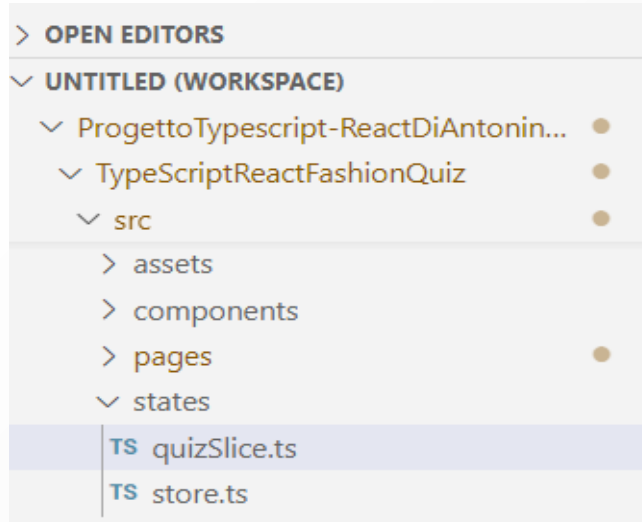 OPEN EDITORS
UNTITLED (WORKSPACE)
ProgettoTypescript-ReactDiAntonin...
TypeScriptReactFashionQuiz
src
assets
components
pages
states
TS quizSlice.ts
TS store.ts